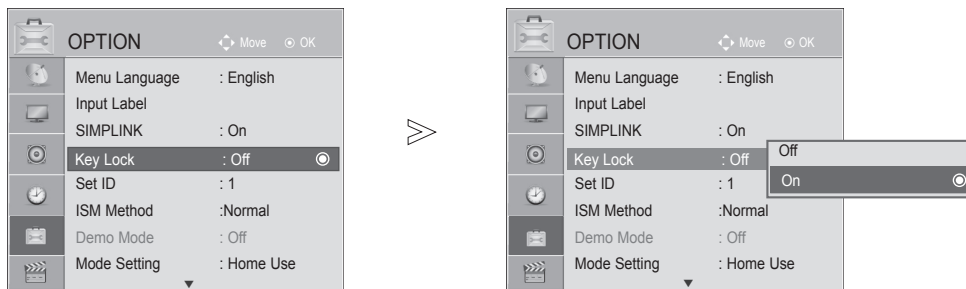 OPTION Move OK
Menu Language : English
Input Label
SIMPLINK : On
Key Lock : Off
Set ID : 1
ISM Method :Normal
Demo Mode : Off
Mode Setting : Home Use
OPTION Move OK
Menu Language : English
Input Label
SIMPLINK : On
Key Lock : Off
Set ID : 1
ISM Method :Normal
Demo Mode : Off
Mode Setting : Home Use
Off
On